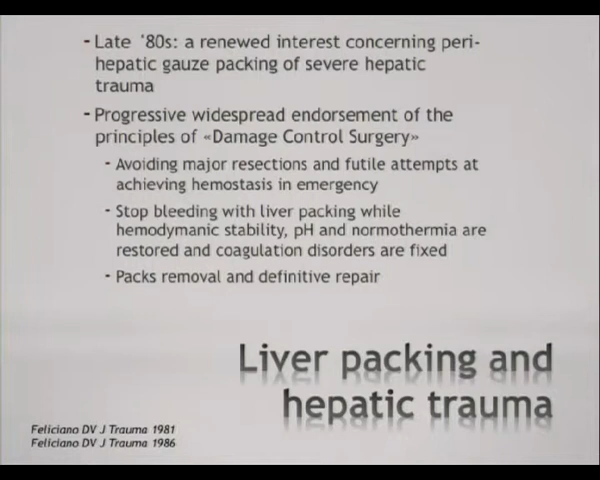 - Late '80s: a renewed interest concerning peri-
hepatic gauze packing of severe hepatic
trauma
- Progressive widespread endorsement of the
principles of «Damage Control Surgery»
- Avoiding major resections and futile attempts at
achieving hemostasis in emergency
- Stop bleeding with liver packing while
hemodymanic stability, pH and normothermia are
restored and coagulation disorders are fixed
- Packs removal and definitive repair
Liver packing and
hepatic trauma
Feliciano DV J Trauma 1981
Feliciano DV J Trauma 1986